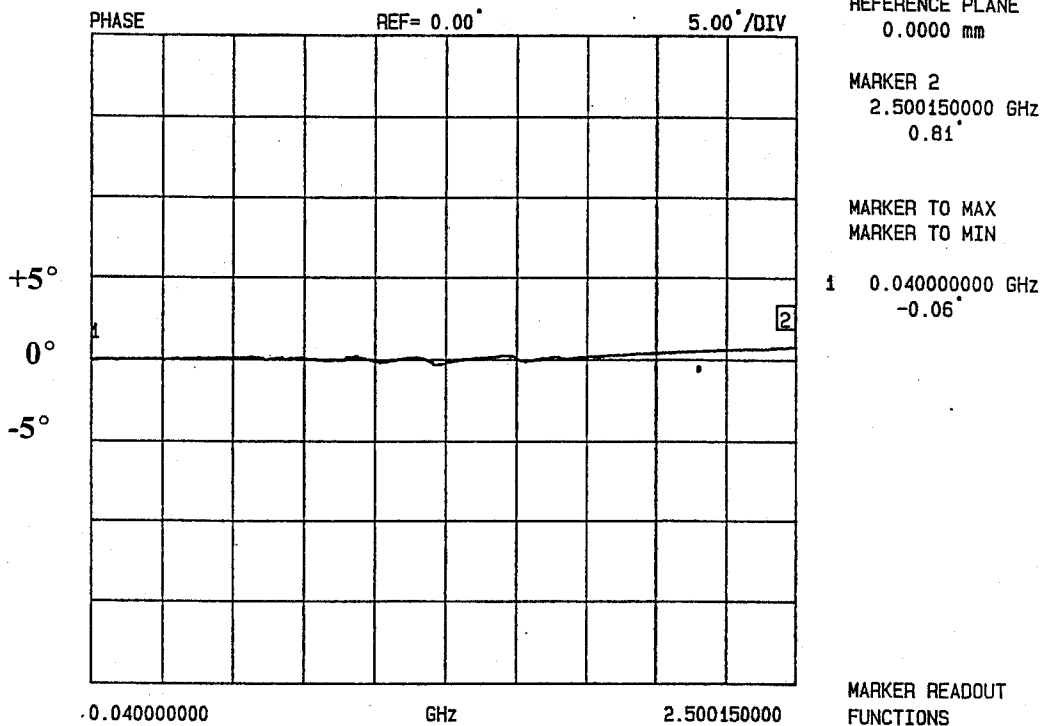 REFERENCE PLANE
PHASE REF= 0.00° 5.00°/DIV
0.0000 mm
MARKER 2
2.500150000 GHz
0.81°
MARKER TO MAX
MARKER TO MIN
+5°
1 0.040000000 GHz
-0.06°
1
2
0°
-5°
0.040000000 GHz 2.500150000
MARKER READOUT
FUNCTIONS